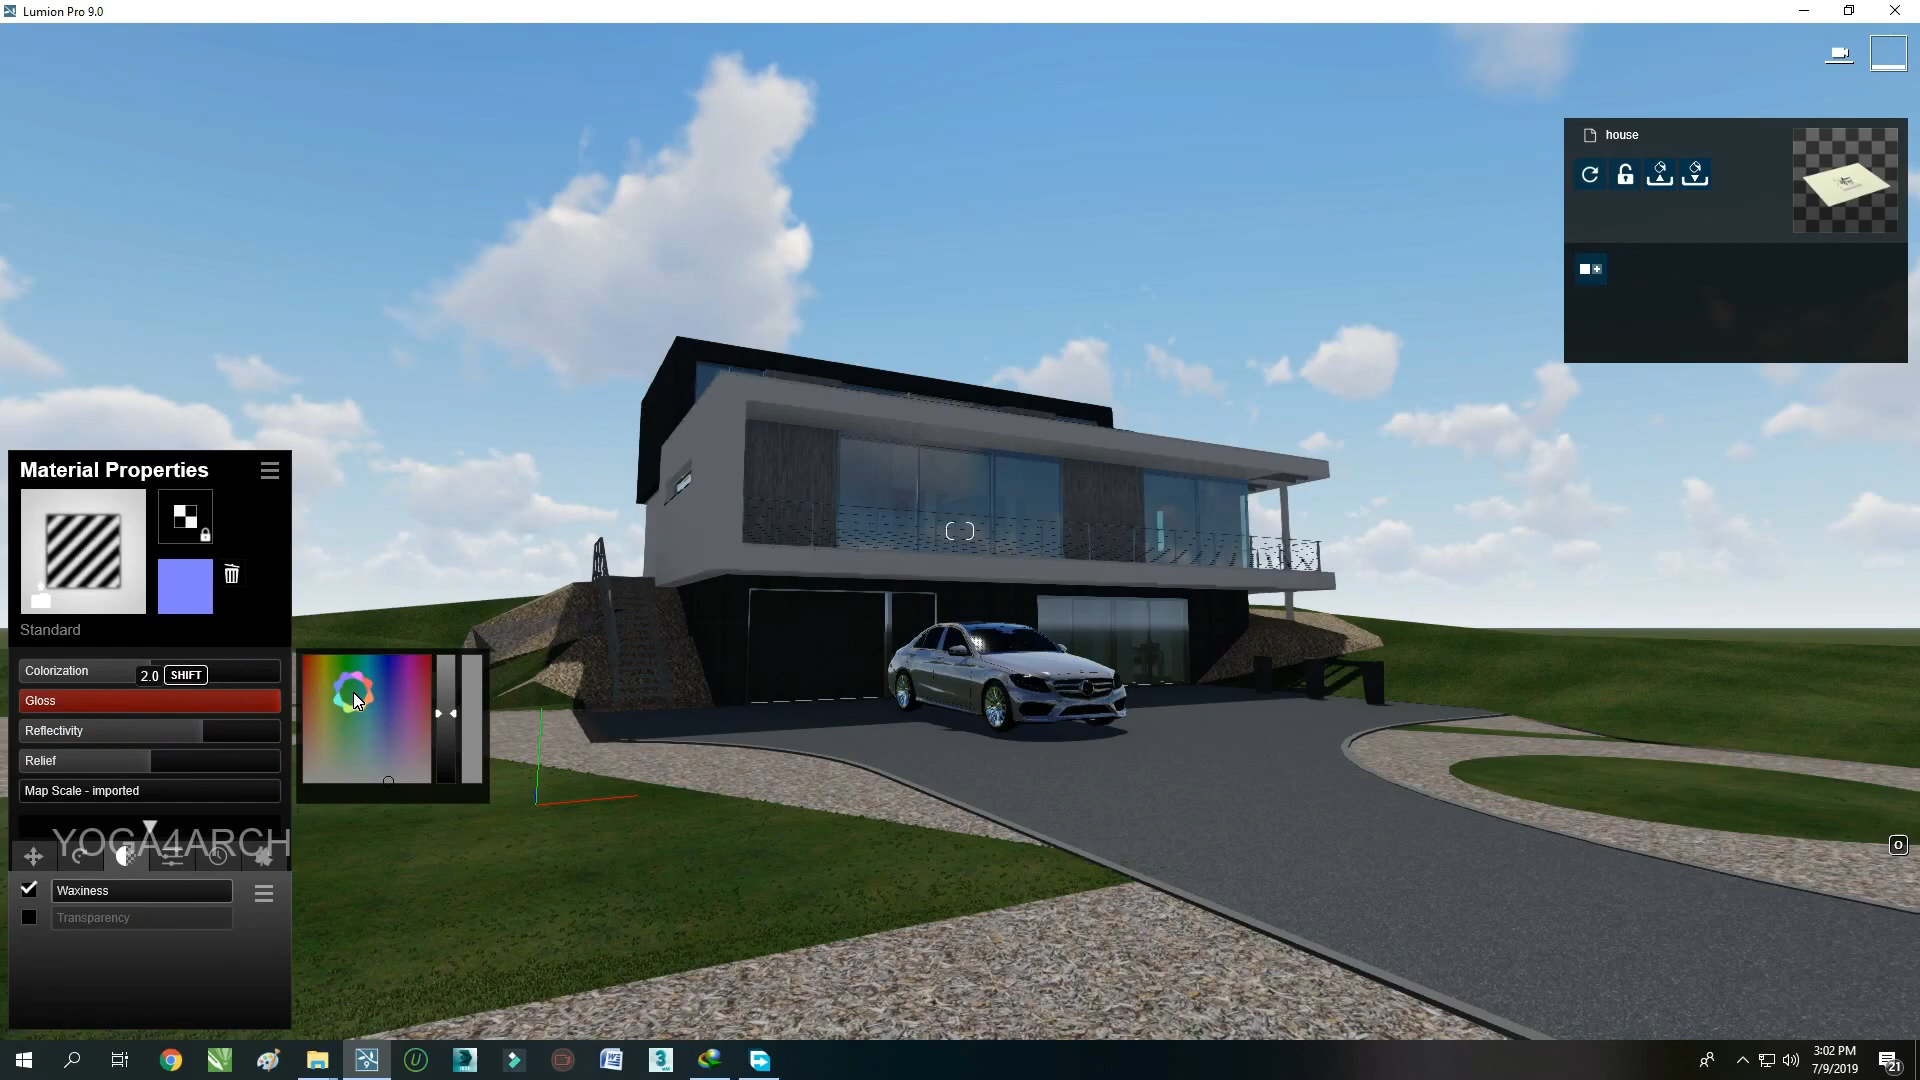 Lumion Pro 9.0
house
Material Properties
Standard
Colorization
2.0 SHIFT
Gloss
Reflectivity
Relief
Map Scale - imported
YOGA4ARCH
O
Waxiness
Transparency
3:02 PM
7/9/2019
21